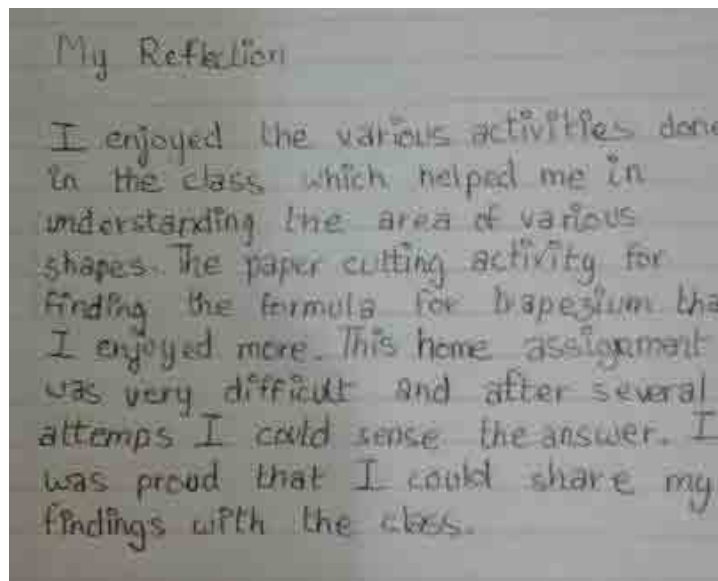 My Reflection
I enjoyed the various activities done
in the class which helped me in
understanding the area of various
shapes. The paper cutting activity for
finding the formula for trapezium tha
I enjoyed more. This home assignment
was very difficult and after several
attemps I could sense the answer. I
was proud that I could share my
findings with the class.